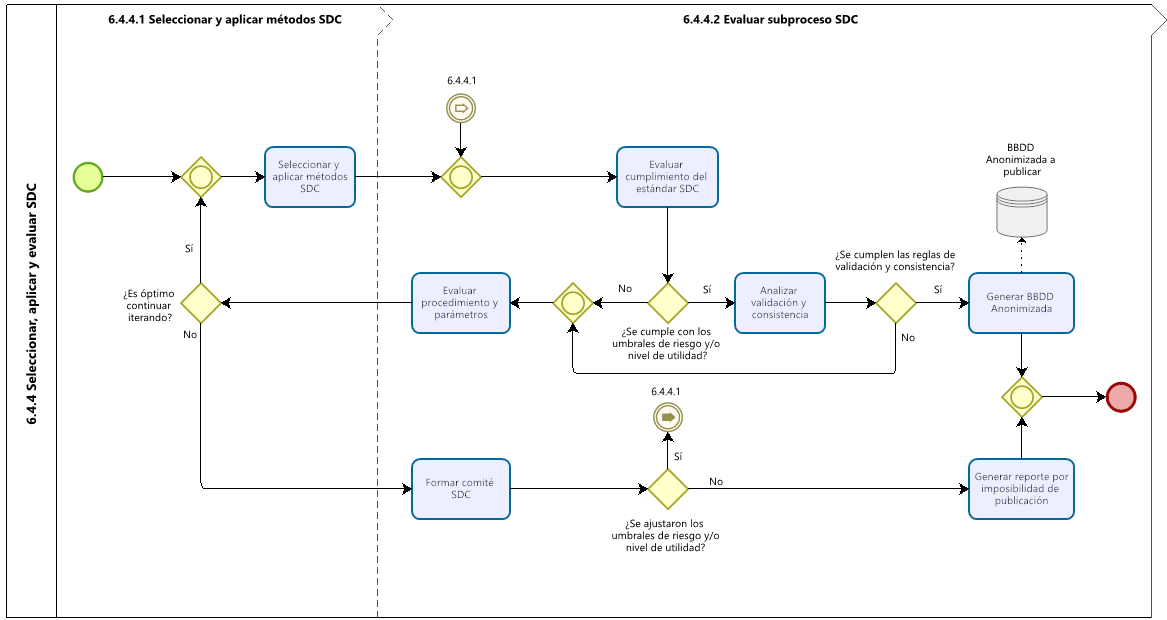 6.4.4 Seleccionar, aplicar y evaluar SDC
6.4.4.1 Seleccionar y aplicar métodos SDC
6.4.4.2 Evaluar subproceso SDC
6.4.4.1
Seleccionar y
aplicar métodos
SDC
Evaluar
cumplimiento del
estándar SDC
BBDD
Anonimizada a
publicar
Sí
¿Es óptimo
continuar
iterando?
No
Evaluar
procedimiento y
parámetros
No
¿Se cumple con los
umbrales de riesgo y/o
nivel de utilidad?
Sí
Analizar
validación y
consistencia
¿Se cumplen las reglas de
validación y consistencia?
Sí
No
Generar BBDD
Anonimizada
6.4.4.1
Sí
Formar comité
SDC
No
¿Se ajustaron los
umbrales de riesgo y/o
nivel de utilidad?
Generar reporte por
imposibilidad de
publicación